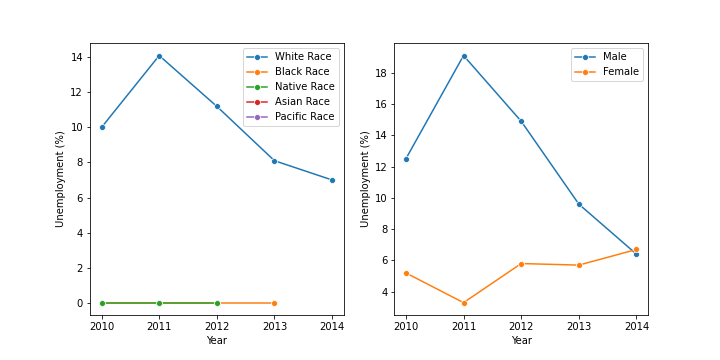 White Race
Black Race
Native Race
Asian Race
Pacific Race
14
12
10
8
6
4
2
0
Unemployment (%)
2010 2011 2012 2013 2014
Year
Male
Female
18
16
14
12
10
8
6
4
Unemployment (%)
2010 2011 2012 2013 2014
Year